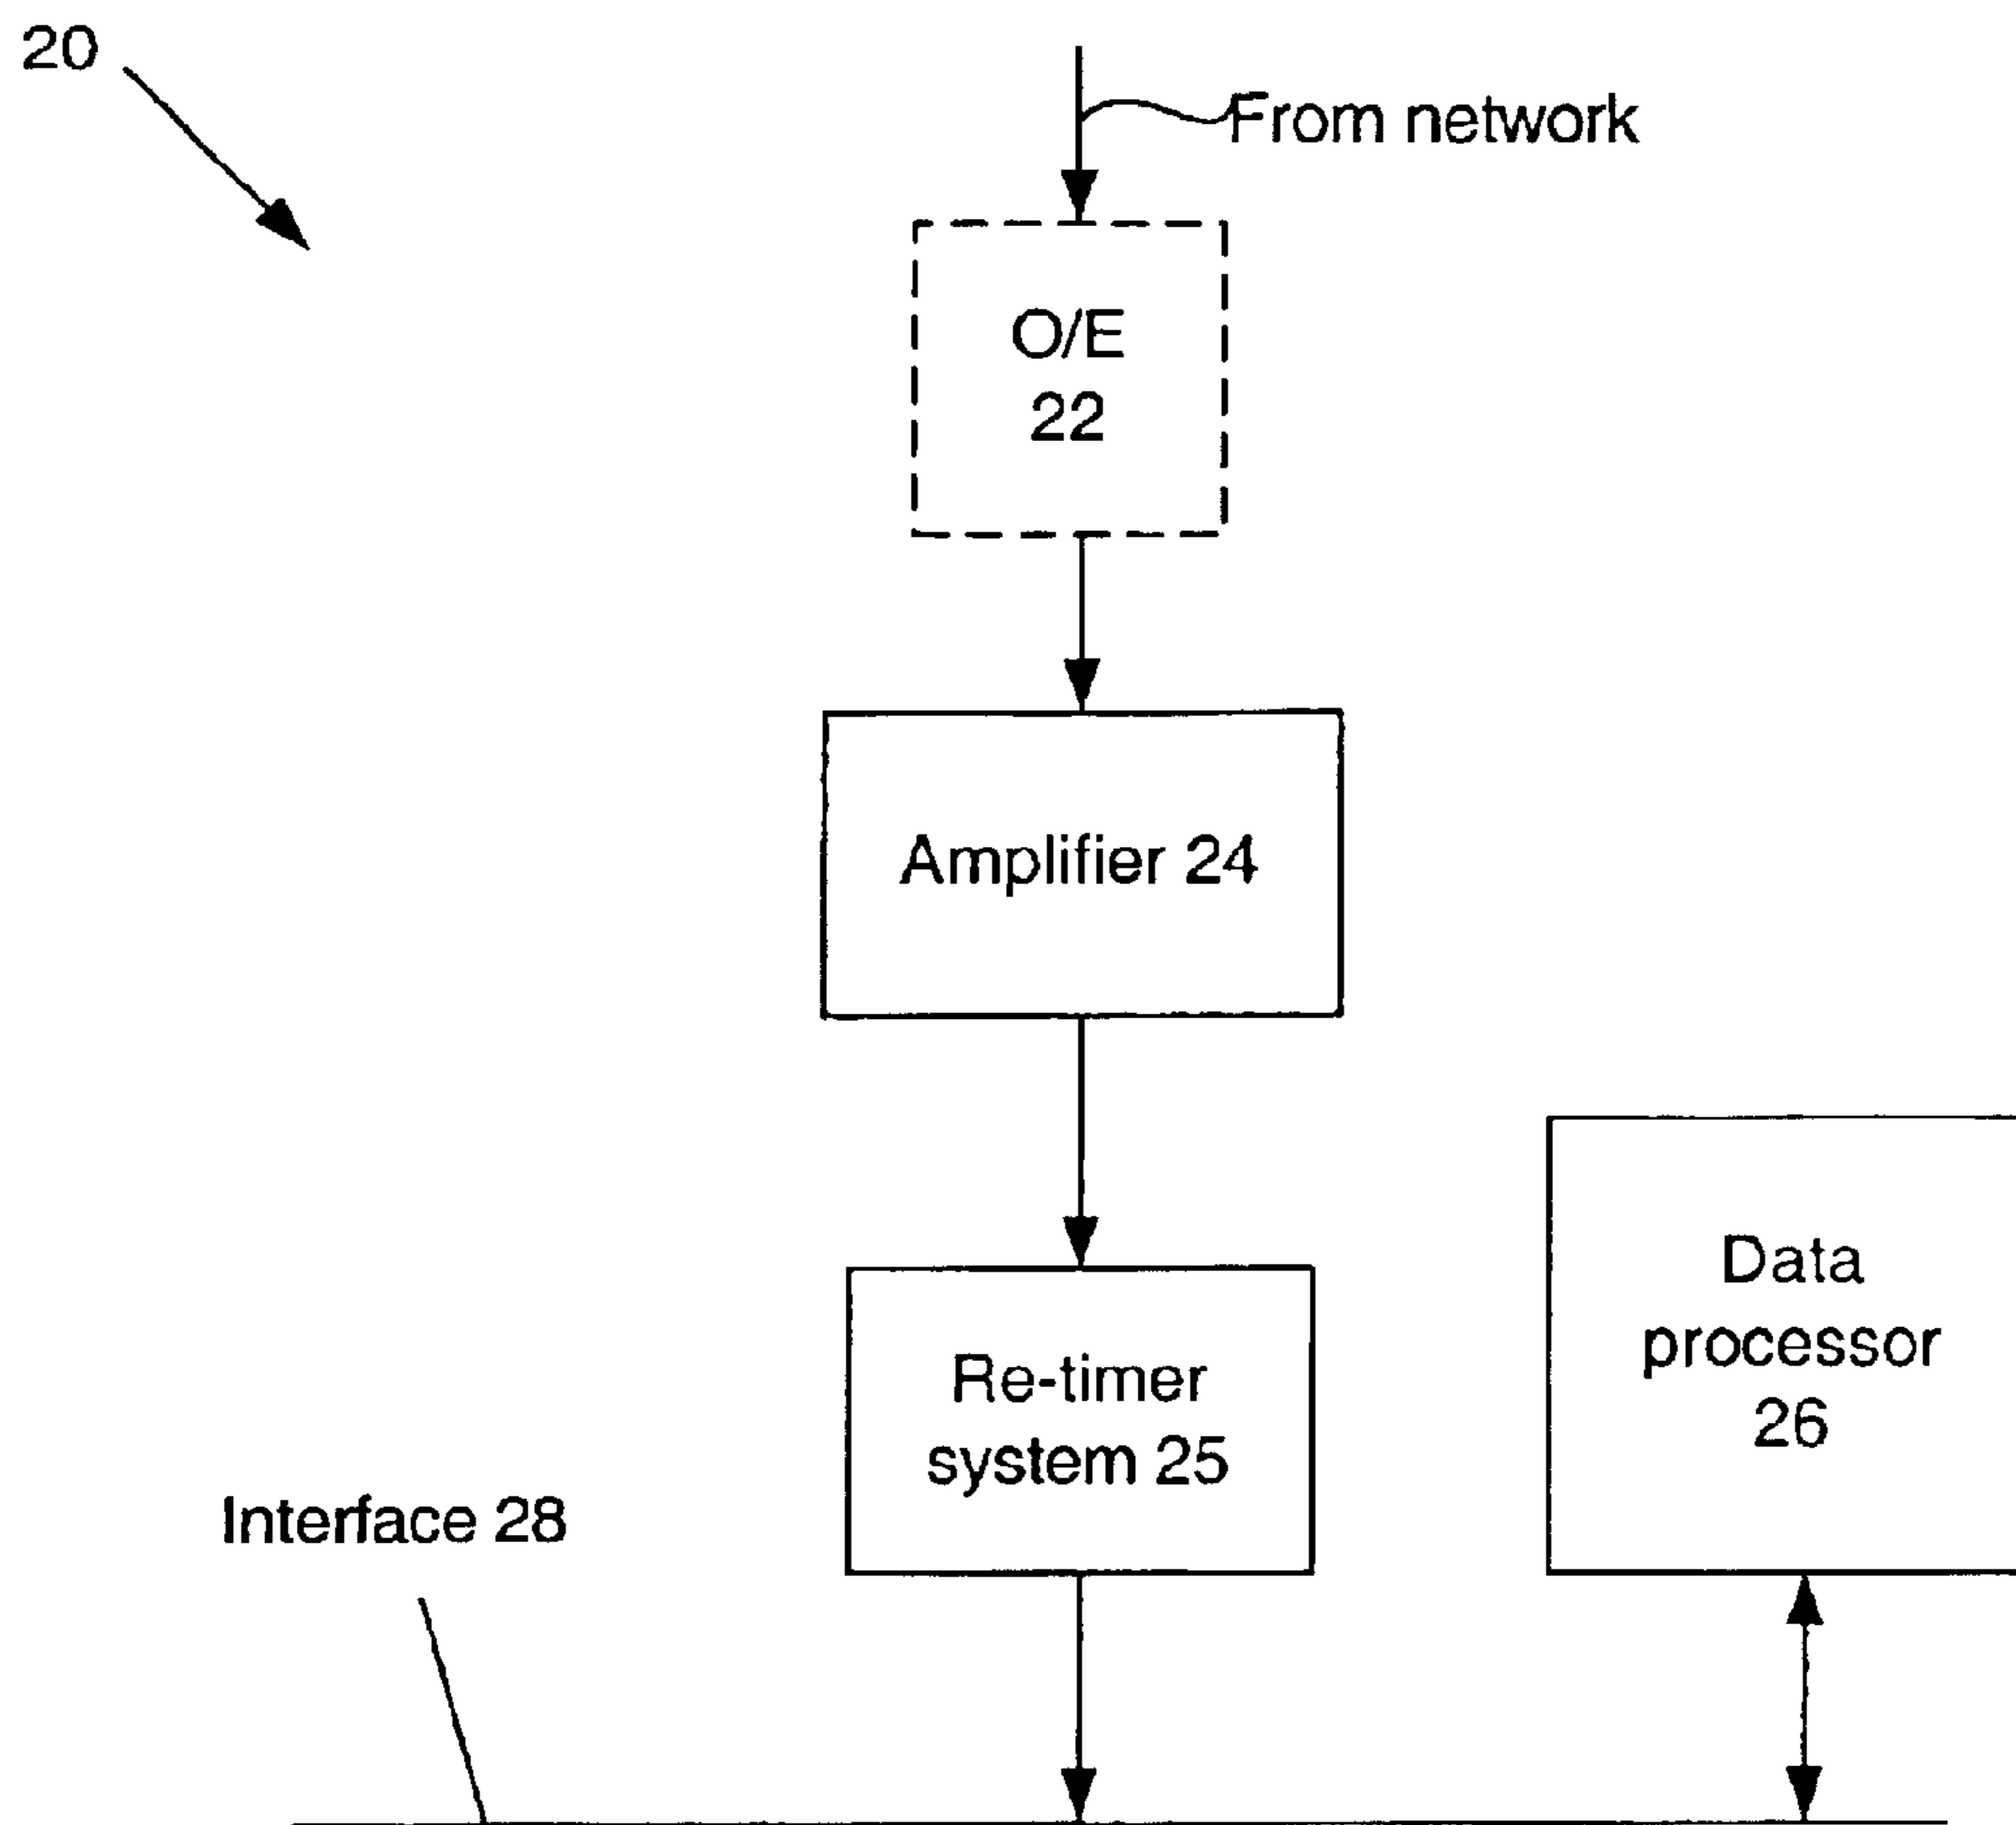 20
From network
O/E
22
Amplifier 24
Data
processor
26
Re-timer
system 25
Interface 28